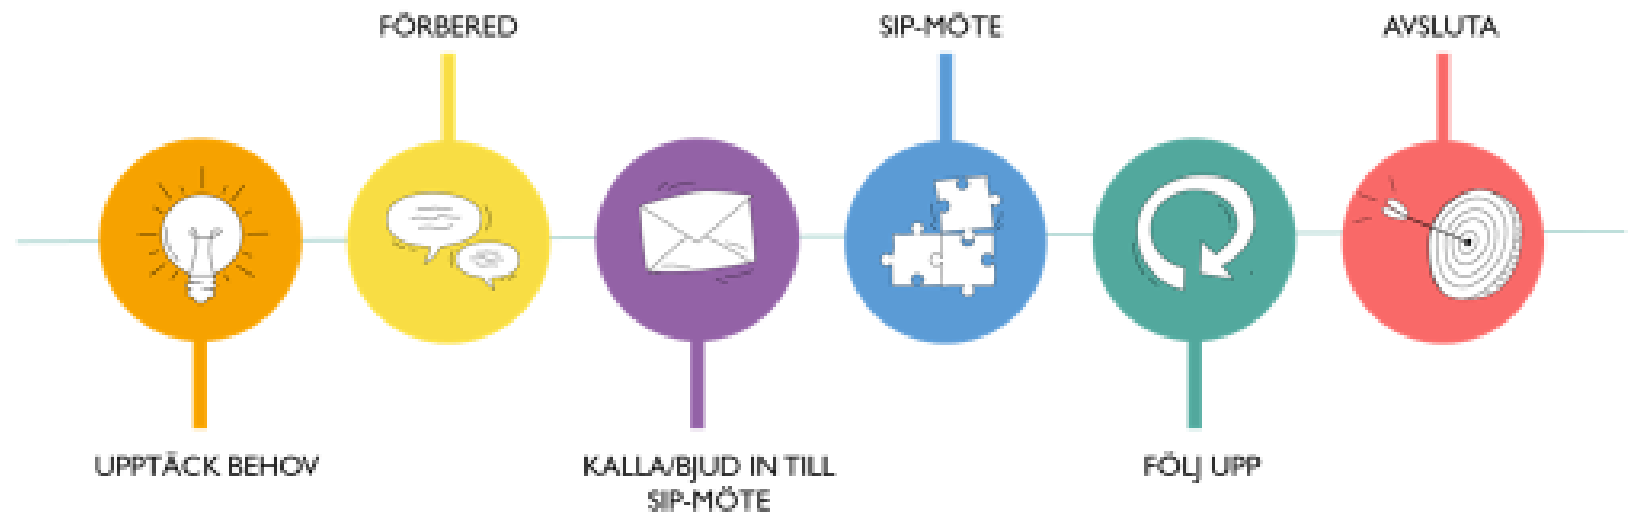 FÖRBERED
SIP-MÖTE
AVSLUTA
UPPTÄCK BEHOV
KALLA/BJUD IN TILL
SIP-MÖTE
FÖLJ UPP